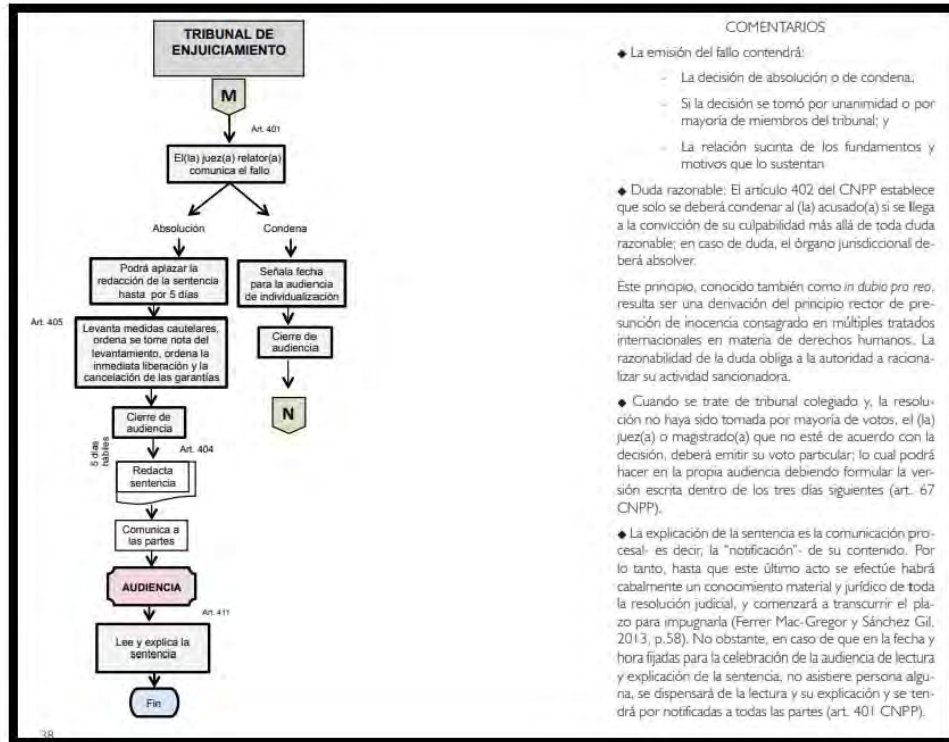 TRIBUNAL DE
ENJUICIAMIENTO
M
Art. 401
El(la) juez(a) relator(a)
comunica el fallo
Absolución
Condena
Podrá aplazar la
redacción de la sentencia
hasta por 5 días
Señala fecha
para la audiencia
de individualización
Art. 405
Levanta medidas cautelares,
ordena se tome nota del
levantamiento, ordena la
inmediata liberación y la
cancelación de las garantías
Cierre de
audiencia
N
Cierre de
audiencia
5 días
hábiles
Art. 404
Redacta
sentencia
Comunica a
las partes
AUDIENCIA
Art. 411
Lee y explica la
sentencia
Fin
38
COMENTARIOS
◆ La emisión del fallo contendrá:
- La decisión de absolución o de condena,
- Si la decisión se tomó por unanimidad o por
mayoría de miembros del tribunal; y
- La relación sucinta de los fundamentos y
motivos que lo sustentan
◆ Duda razonable: El artículo 402 del CNPP establece
que solo se deberá condenar al (la) acusado(a) si se llega
a la convicción de su culpabilidad más allá de toda duda
razonable; en caso de duda, el órgano jurisdiccional de-
berá absolver.
Este principio, conocido también como in dubio pro reo,
resulta ser una derivación del principio rector de pre-
sunción de inocencia consagrado en múltiples tratados
internacionales en materia de derechos humanos. La
razonabilidad de la duda obliga a la autoridad a raciona-
lizar su actividad sancionadora.
◆ Cuando se trate de tribunal colegiado y, la resolu-
ción no haya sido tomada por mayoría de votos, el (la)
juez(a) o magistrado(a) que no esté de acuerdo con la
decisión, deberá emitir su voto particular; lo cual podrá
hacer en la propia audiencia debiendo formular la ver-
sión escrita dentro de los tres días siguientes (art. 67
CNPP).
◆ La explicación de la sentencia es la comunicación pro-
cesal- es decir, la "notificación"- de su contenido. Por
lo tanto, hasta que este último acto se efectúe habrá
cabalmente un conocimiento material y jurídico de toda
la resolución judicial, y comenzará a transcurrir el pla-
zo para impugnarla (Ferrer Mac-Gregor y Sánchez Gil,
2013, p.58). No obstante, en caso de que en la fecha y
hora fijadas para la celebración de la audiencia de lectura
y explicación de la sentencia, no asistiere persona algu-
na, se dispensará de la lectura y su explicación y se ten-
drá por notificadas a todas las partes (art. 401 CNPP).